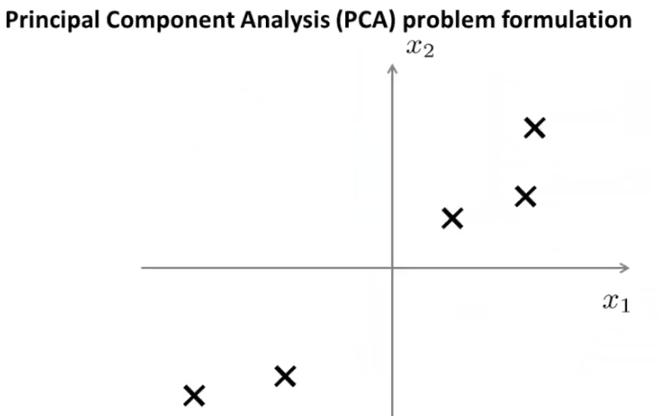 Principal Component Analysis (PCA) problem formulation
x₂
x₁